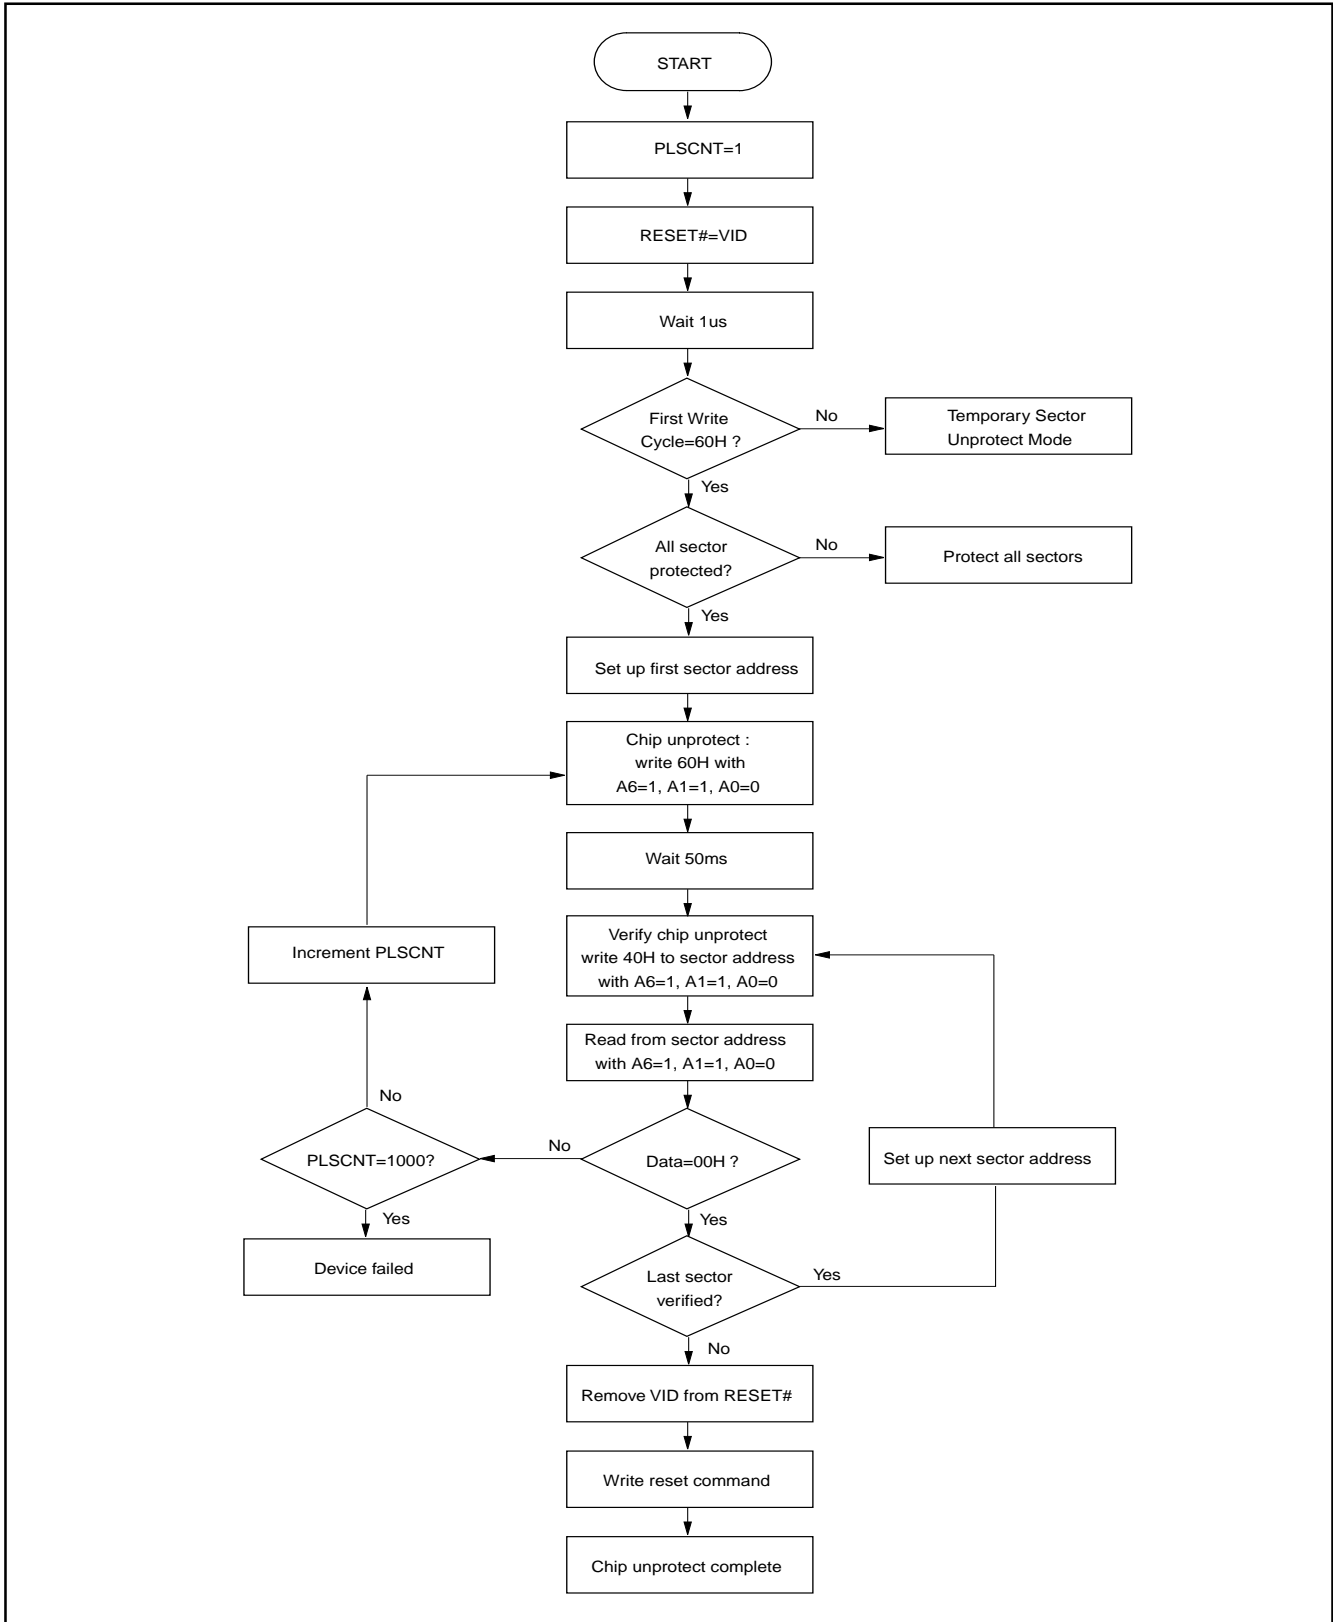 START
PLSCNT=1
RESET#=VID
Wait 1us
First Write
Cycle=60H ?
No
Temporary Sector
Unprotect Mode
Yes
All sector
protected?
No
Protect all sectors
Yes
Set up first sector address
Chip unprotect :
write 60H with
A6=1, A1=1, A0=0
Wait 50ms
Increment PLSCNT
Verify chip unprotect
write 40H to sector address
with A6=1, A1=1, A0=0
Read from sector address
with A6=1, A1=1, A0=0
No
PLSCNT=1000?
No
Data=00H ?
Set up next sector address
Yes
Yes
Device failed
Last sector
verified?
Yes
No
Remove VID from RESET#
Write reset command
Chip unprotect complete